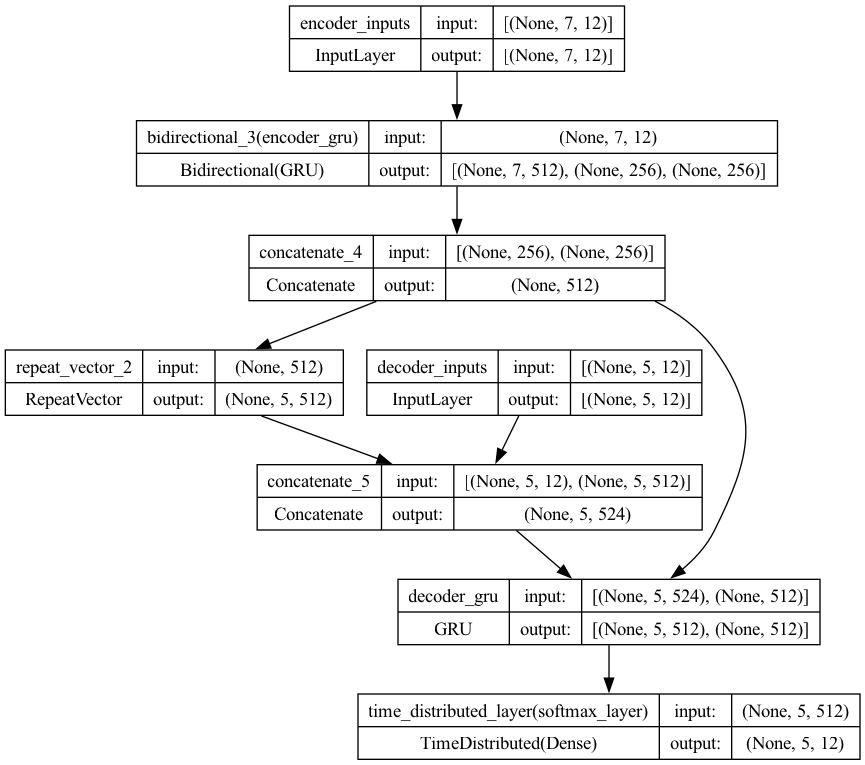 encoder_inputs input: [(None, 7, 12)]
InputLayer output: [(None, 7, 12)]
bidirectional_3(encoder_gru) input: (None, 7, 12)
Bidirectional(GRU) output: [(None, 7, 512), (None, 256), (None, 256)]
concatenate_4 input: [(None, 256), (None, 256)]
Concatenate output: (None, 512)
repeat_vector_2 input: (None, 512)
RepeatVector output: (None, 5, 512)
decoder_inputs input: [(None, 5, 12)]
InputLayer output: [(None, 5, 12)]
concatenate_5 input: [(None, 5, 12), (None, 5, 512)]
Concatenate output: (None, 5, 524)
decoder_gru input: [(None, 5, 524), (None, 512)]
GRU output: [(None, 5, 512), (None, 512)]
time_distributed_layer(softmax_layer) input: (None, 5, 512)
TimeDistributed(Dense) output: (None, 5, 12)